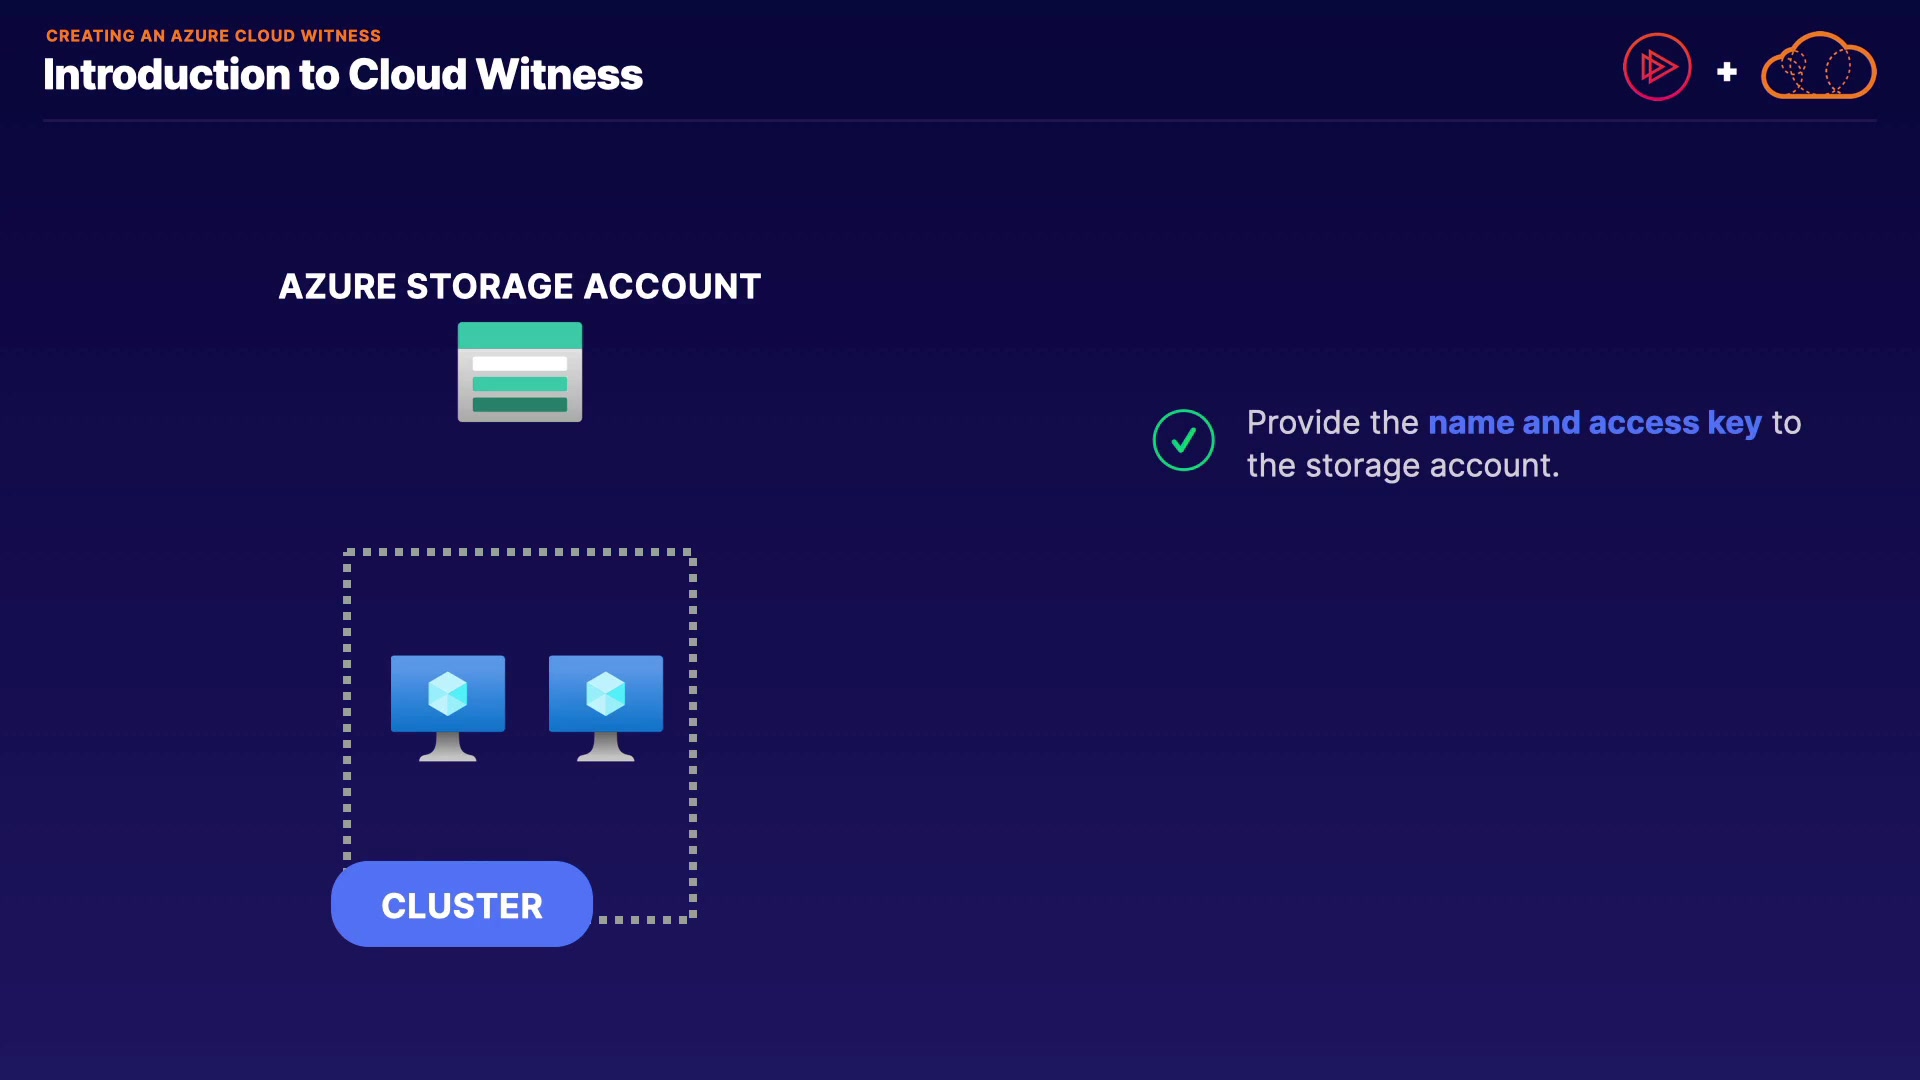 CREATING AN AZURE CLOUD WITNESS
Introduction to Cloud Witness
AZURE STORAGE ACCOUNT
Provide the name and access key to
the storage account.
CLUSTER